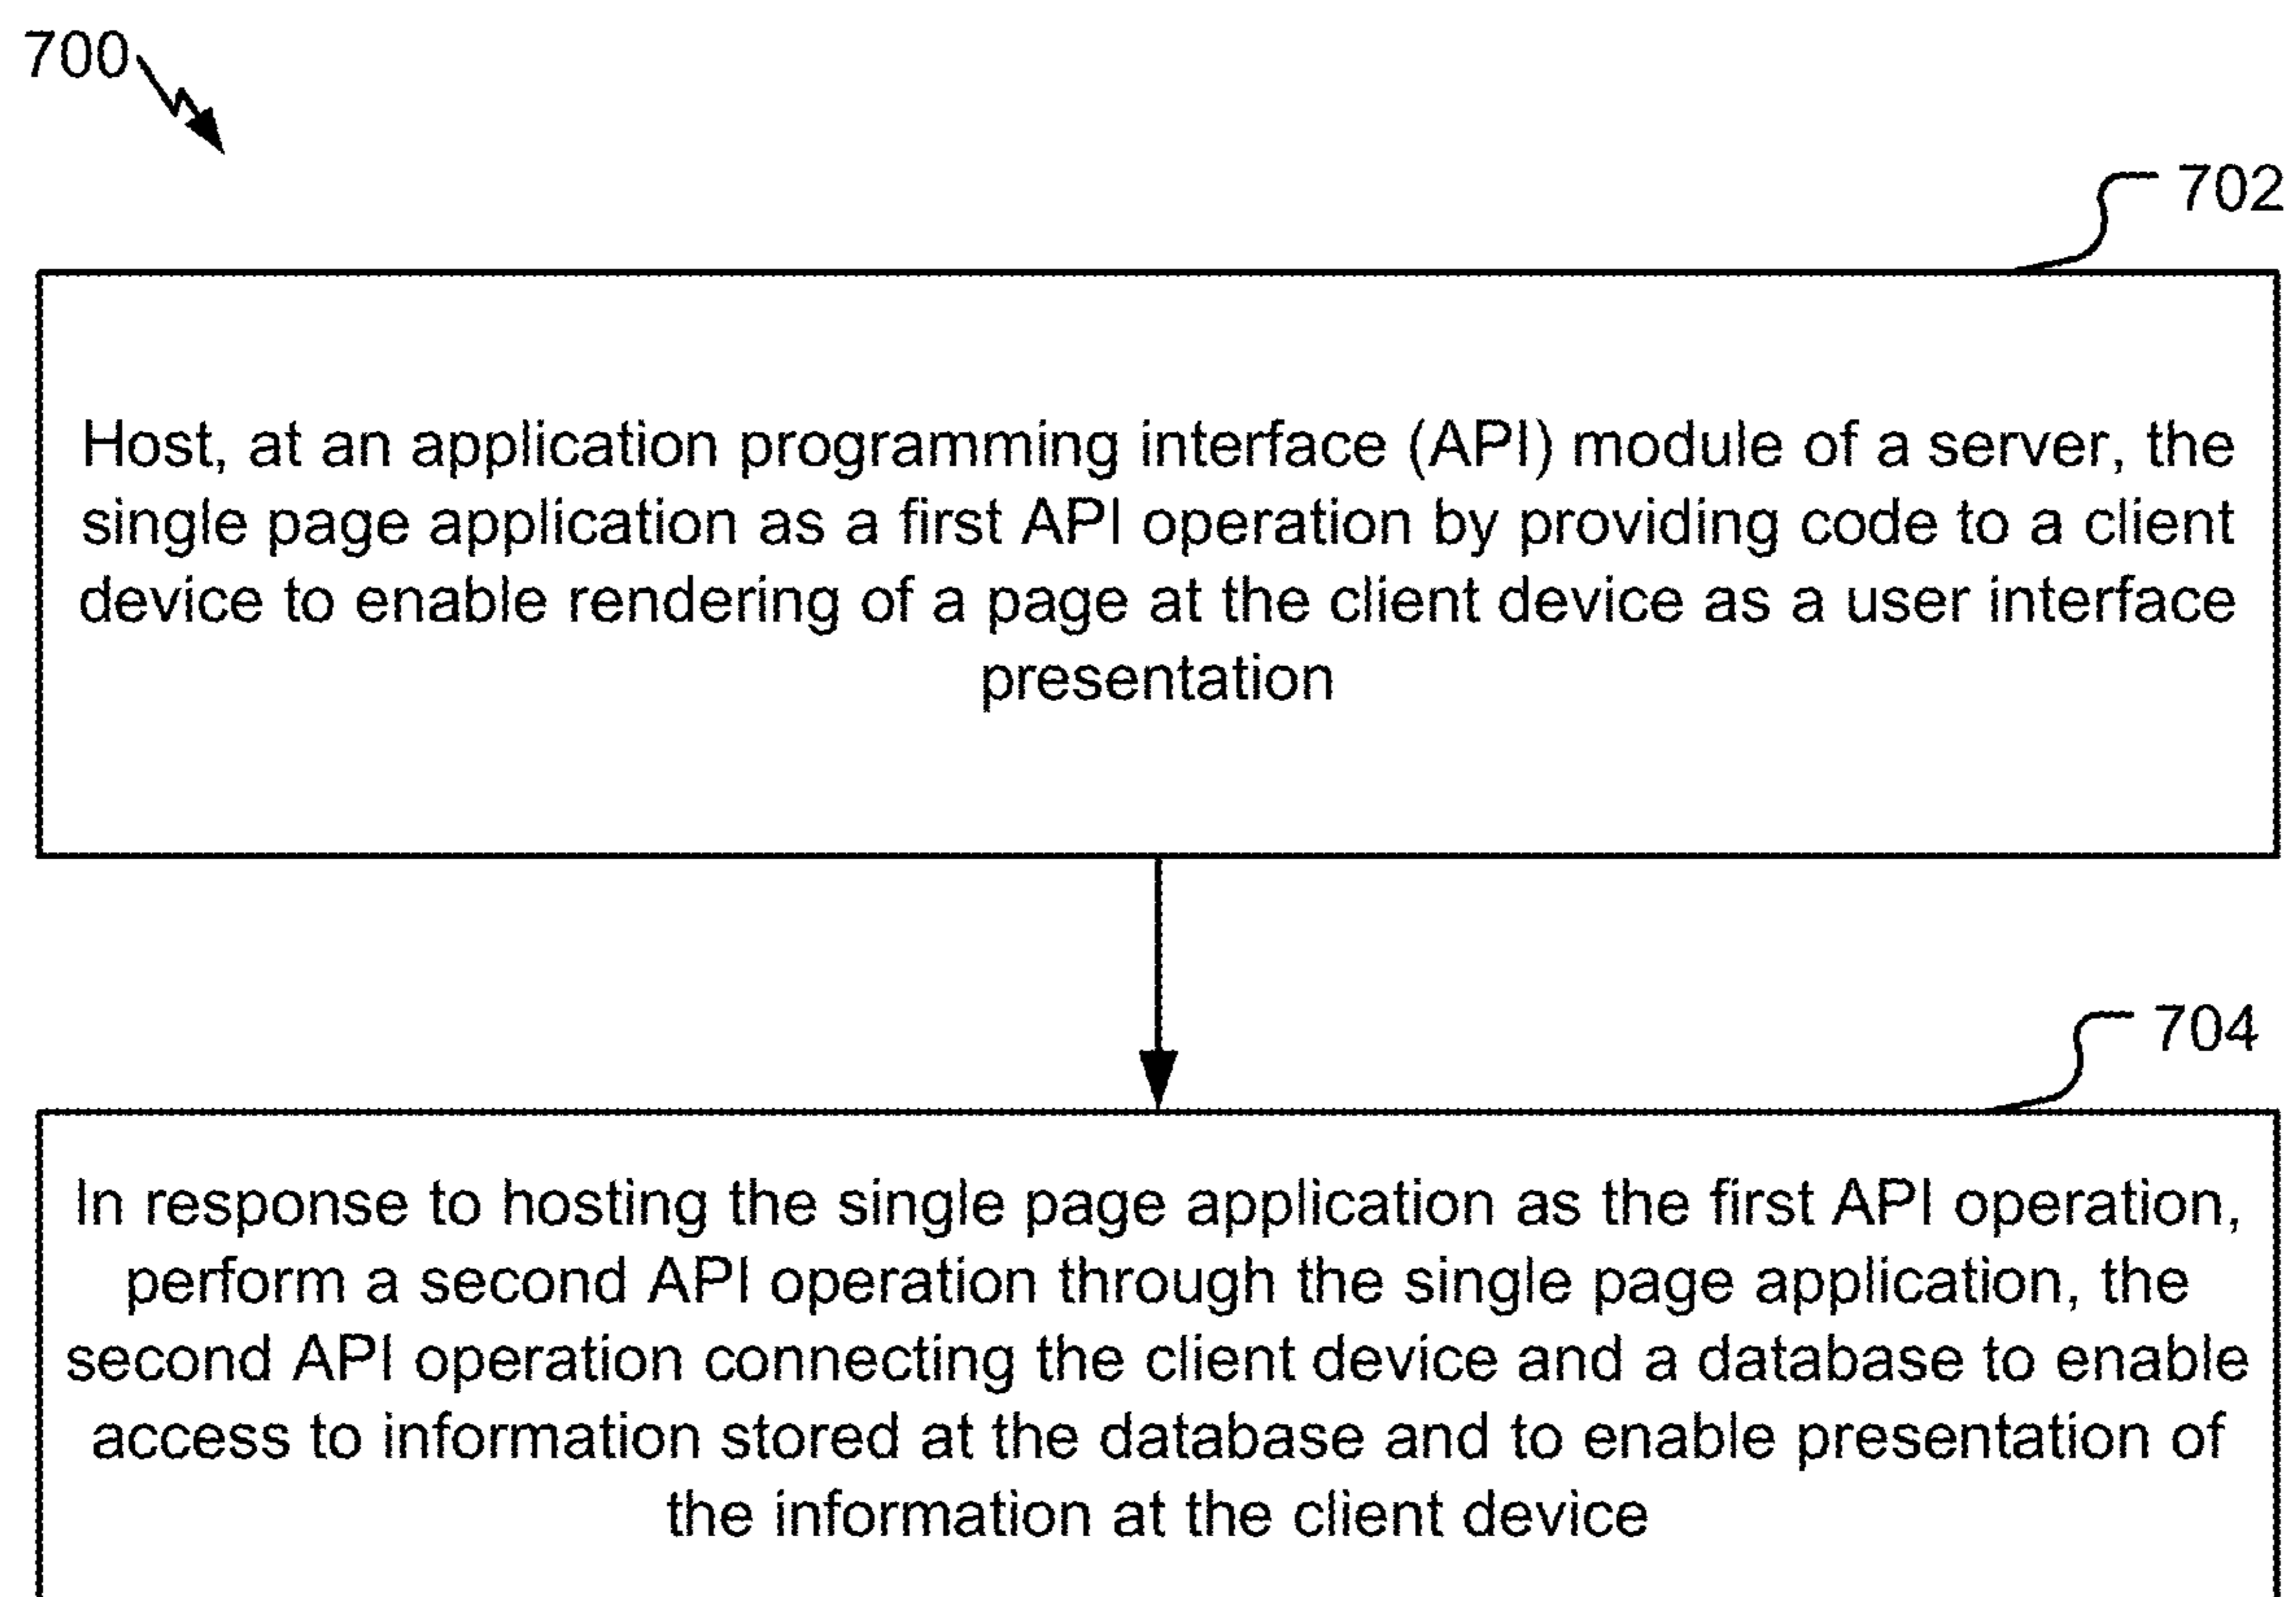 700
702
Host, at an application programming interface (API) module of a server, the
single page application as a first API operation by providing code to a client
device to enable rendering of a page at the client device as a user interface
presentation
704
In response to hosting the single page application as the first API operation,
perform a second API operation through the single page application, the
second API operation connecting the client device and a database to enable
access to information stored at the database and to enable presentation of
the information at the client device